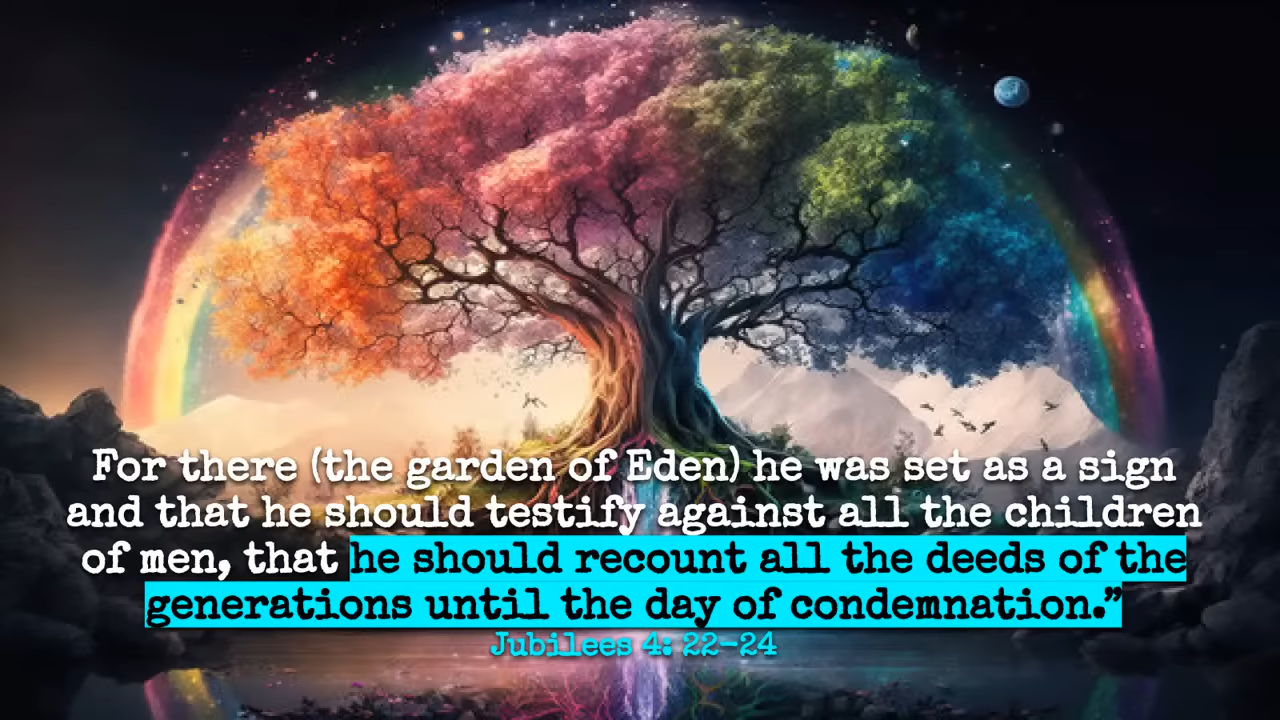 For there (the garden of Eden) he was set as a sign
and that he should testify against all the children
of men, that he should recount all the deeds of the
generations until the day of condemnation.”
Jubilees 4: 22-24